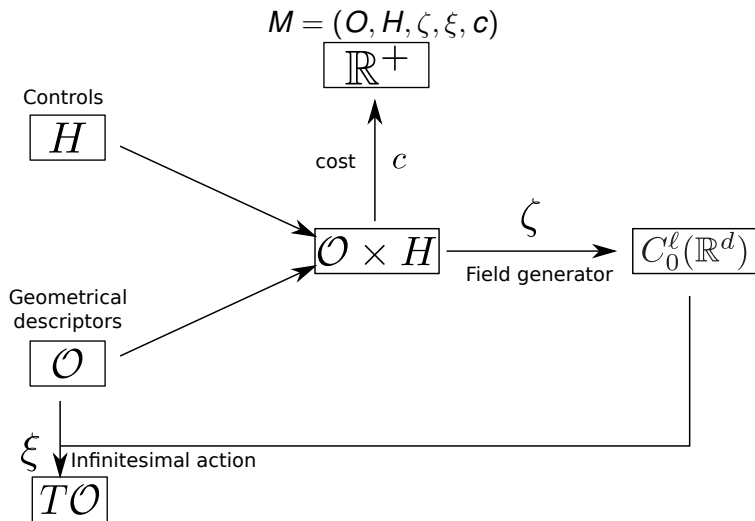 M = (O, H, ζ, ξ, c)
ℝ⁺
Controls
H
cost c
ζ
𝒪 × H
C₀^ℓ(ℝ^d)
Field generator
Geometrical
descriptors
𝒪
ξ
Infinitesimal action
T𝒪